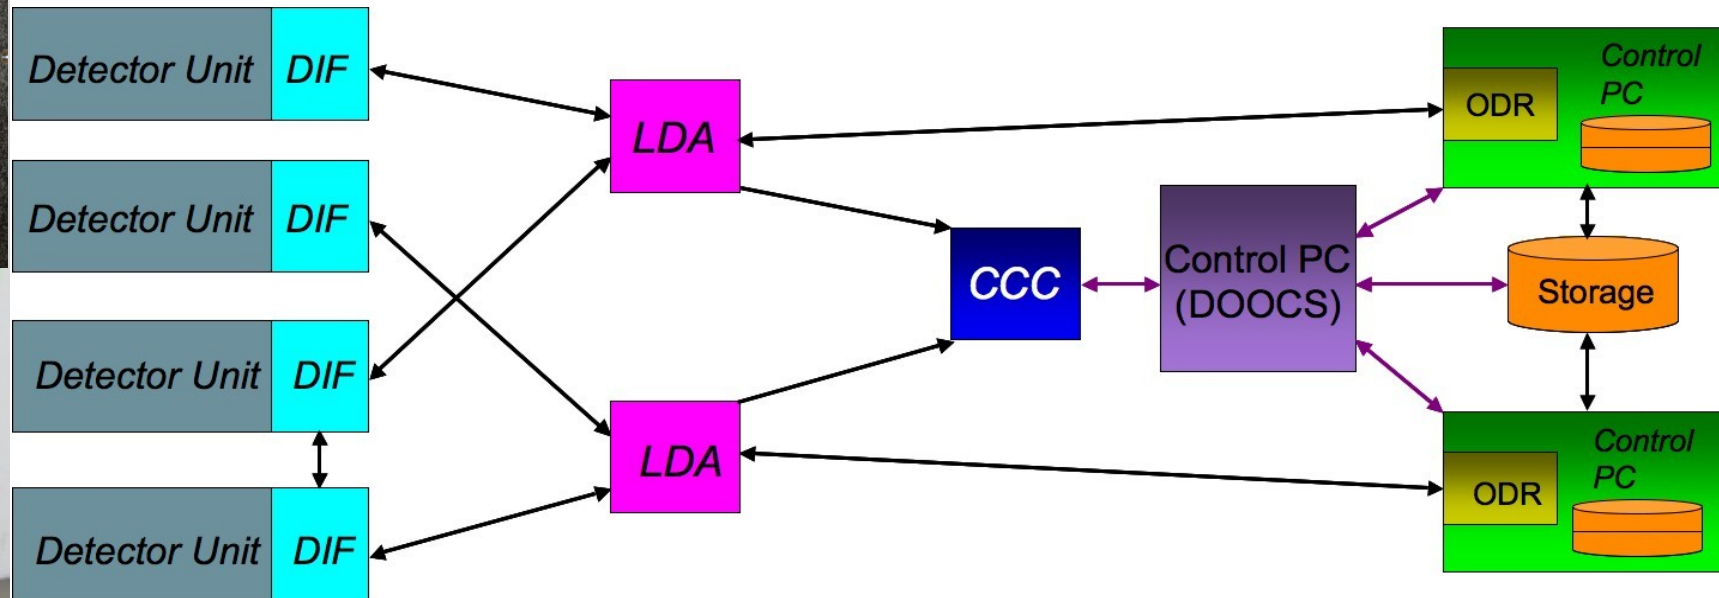 Detector Unit DIF
Detector Unit DIF
Detector Unit DIF
Detector Unit DIF
LDA
LDA
CCC
Control PC
(DOOCS)
ODR
Control
PC
Storage
ODR
Control
PC